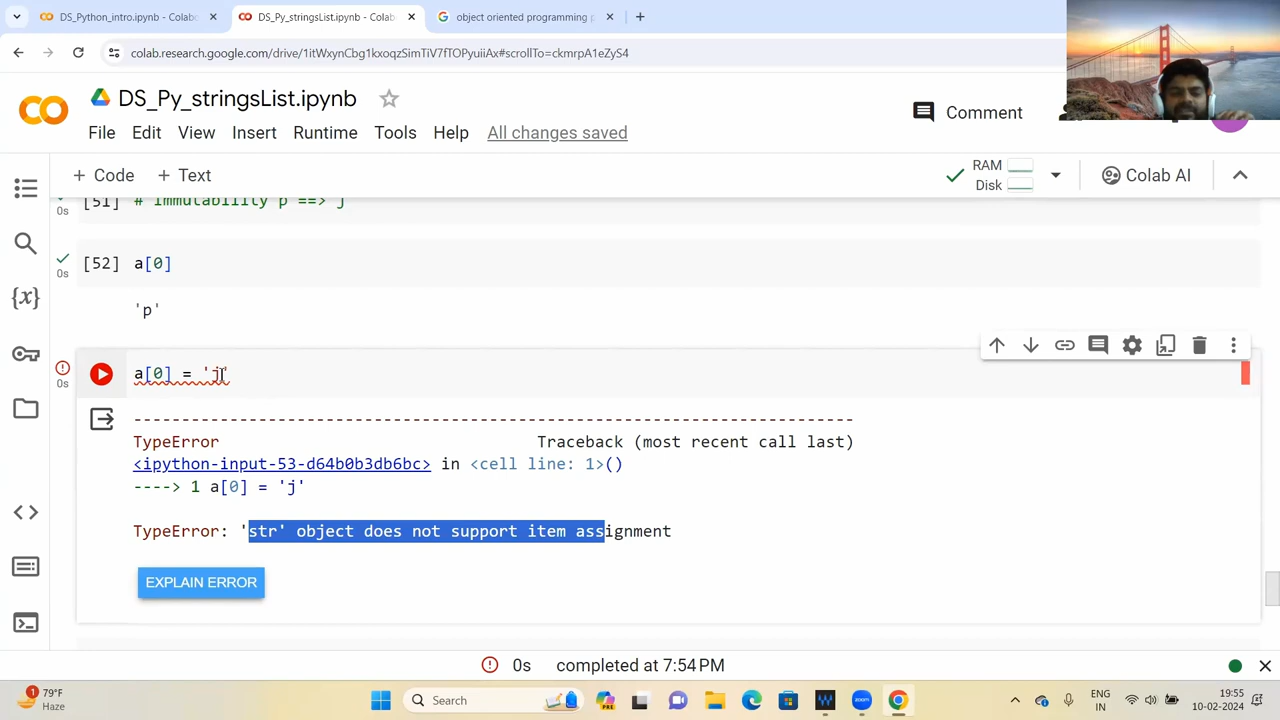 DS_Python_intro.ipynb - Colab
DS_Py_stringsList.ipynb - Colab
object oriented programming p
colab.research.google.com/drive/1itWxynCbg1kxoqzSimTiV7fTOPyuiiAx#scrollTo=ckmrpA1eZyS4
DS_Py_stringsList.ipynb
Comment
File Edit View Insert Runtime Tools Help All changes saved
+ Code + Text
RAM
Disk
Colab AI
[51] # immutability p ==> j
0s
[52] a[0]
0s
'p'
a[0] = 'j'
0s
---------------------------------------------------------------------------
TypeError Traceback (most recent call last)
<ipython-input-53-d64b0b3db6bc> in <cell line: 1>()
----> 1 a[0] = 'j'
TypeError: 'str' object does not support item assignment
EXPLAIN ERROR
0s completed at 7:54 PM
1
79°F
Haze
Search
PRE
zoom
ENG
IN
19:55
10-02-2024